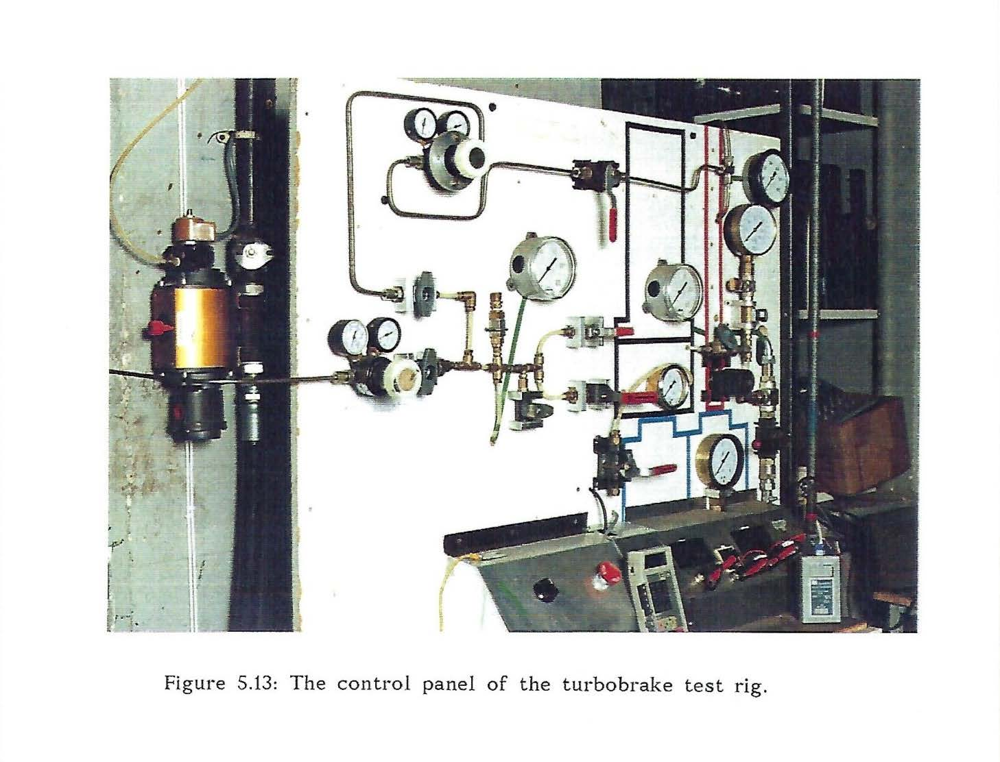 Figure 5.13: The control panel of the turbobrake test rig.